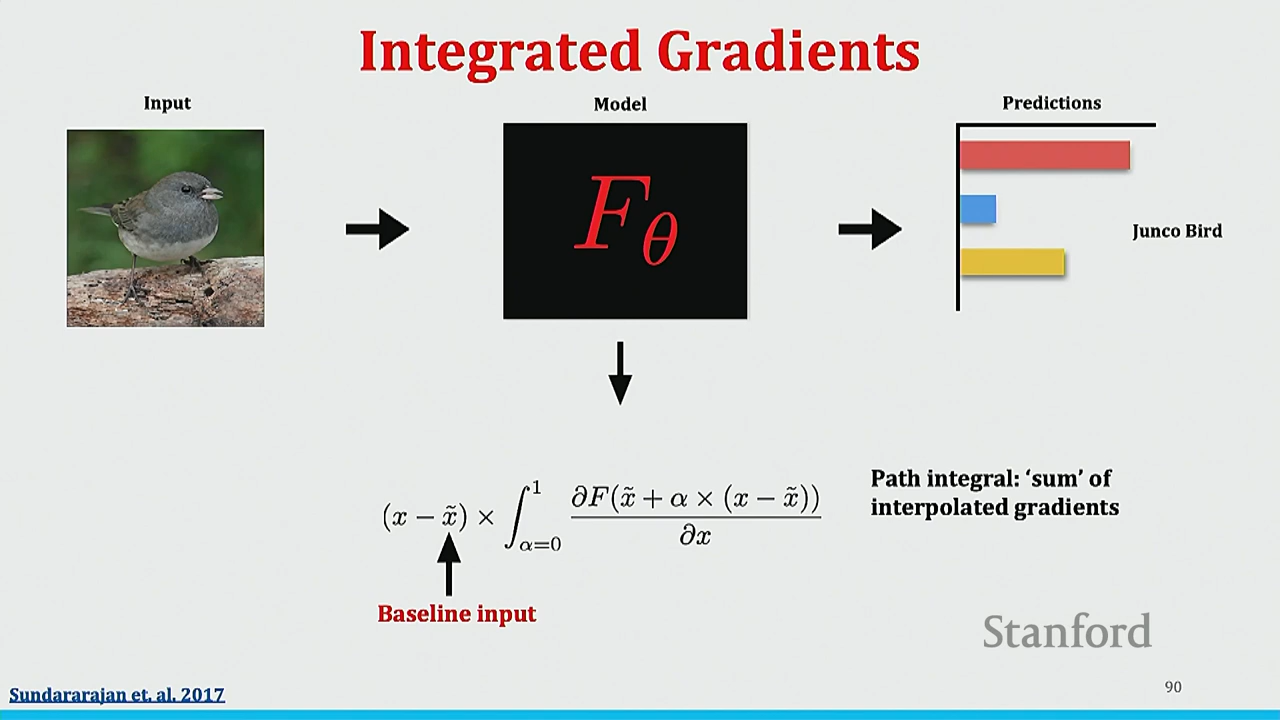 Integrated Gradients
Input
Model
Predictions
F_θ
Junco Bird
(x − x̃) × ∫_{α=0}^{1} ∂F(x̃ + α × (x − x̃)) / ∂x
Path integral: ‘sum’ of
interpolated gradients
Baseline input
Stanford
Sundararajan et. al. 2017
90